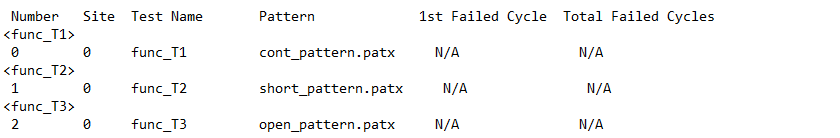 Number   Site  Test Name       Pattern             1st Failed Cycle  Total Failed Cycles
<func_T1>
0        0     func_T1         cont_pattern.patx     N/A               N/A
<func_T2>
1        0     func_T2         short_pattern.patx     N/A               N/A
<func_T3>
2        0     func_T3         open_pattern.patx     N/A               N/A